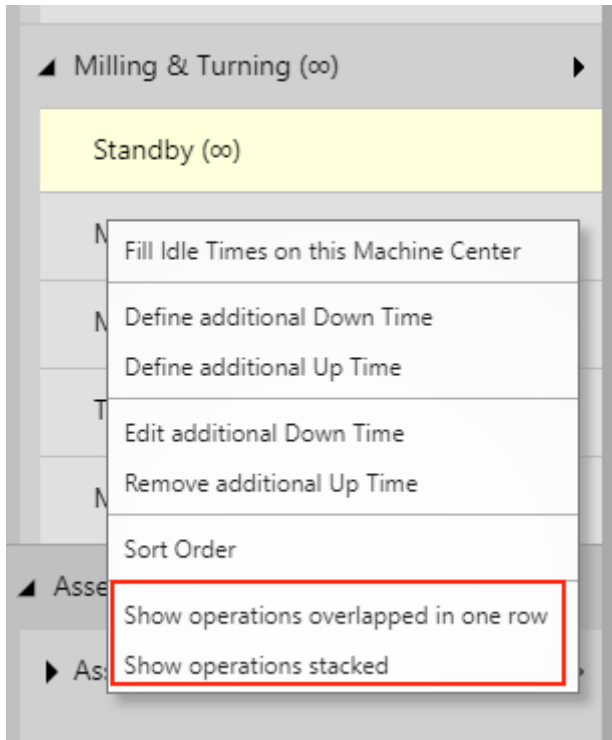 Milling & Turning (∞)
Standby (∞)
Fill Idle Times on this Machine Center
Define additional Down Time
Define additional Up Time
Edit additional Down Time
Remove additional Up Time
Sort Order
Show operations overlapped in one row
Show operations stacked